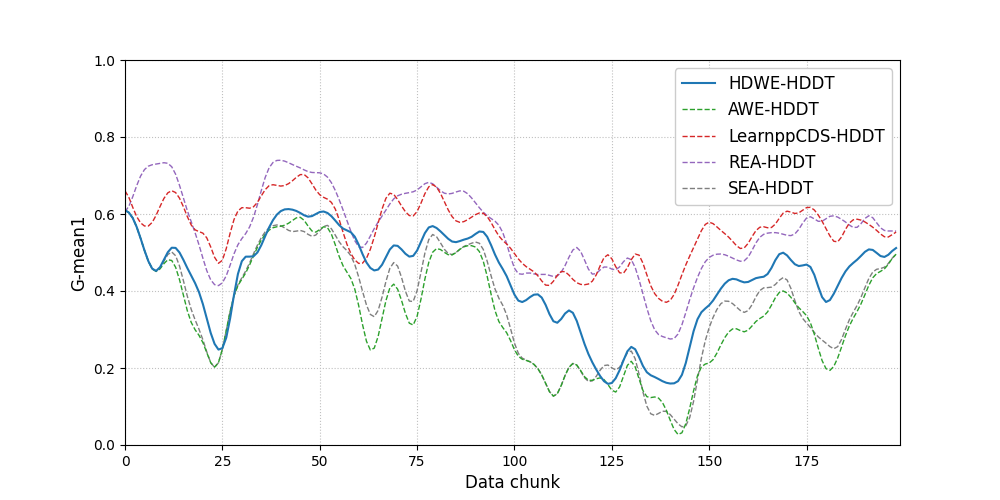 1.0
0.8
0.6
0.4
0.2
0.0
G-mean1
HDWE-HDDT
AWE-HDDT
LearnppCDS-HDDT
REA-HDDT
SEA-HDDT
0 25 50 75 100 125 150 175
Data chunk